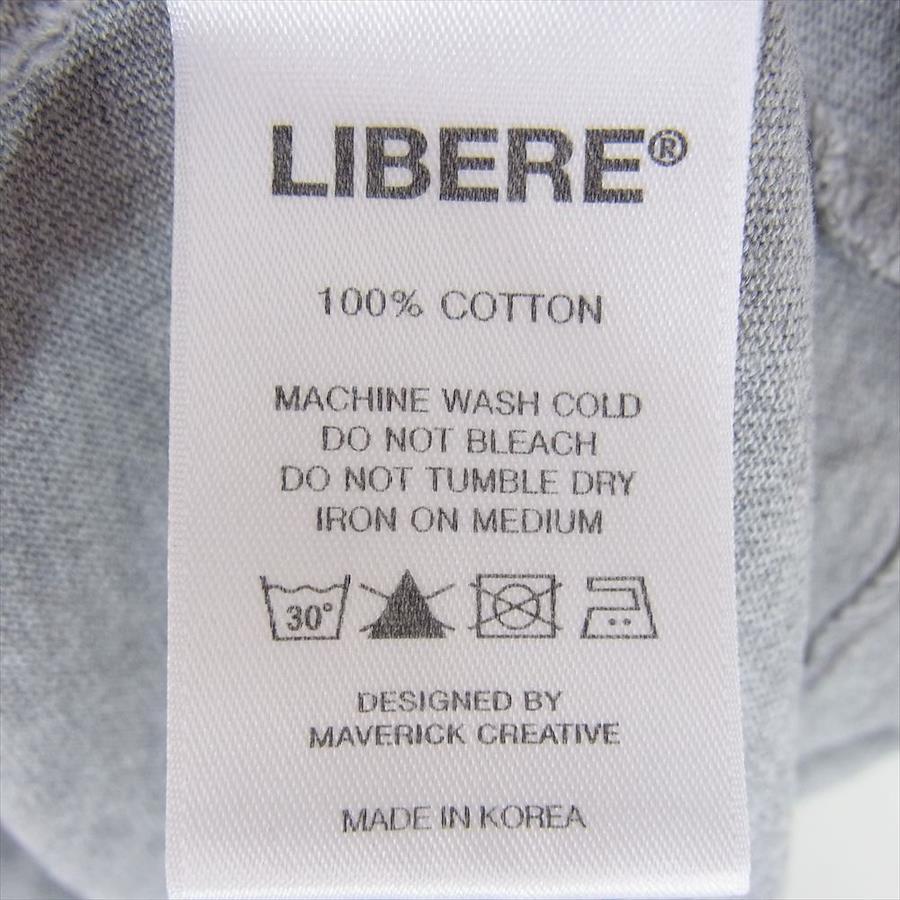 LIBERE®
100% COTTON
MACHINE WASH COLD
DO NOT BLEACH
DO NOT TUMBLE DRY
IRON ON MEDIUM
30°
DESIGNED BY
MAVERICK CREATIVE
MADE IN KOREA